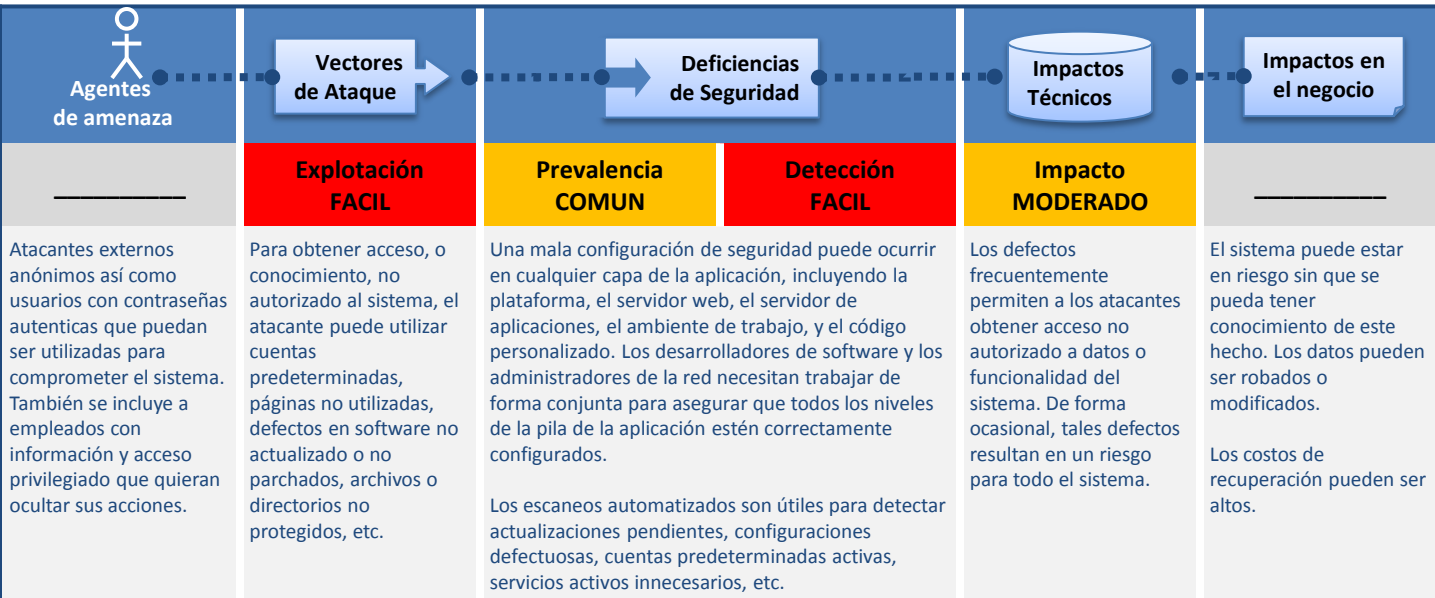 Agentes
de amenaza
Vectores
de Ataque
Deficiencias
de Seguridad
Impactos
Técnicos
Impactos en
el negocio
__________
Explotación
FACIL
Prevalencia
COMUN
Detección
FACIL
Impacto
MODERADO
__________
Atacantes externos
anónimos así como
usuarios con contraseñas
autenticas que puedan
ser utilizadas para
comprometer el sistema.
También se incluye a
empleados con
información y acceso
privilegiado que quieran
ocultar sus acciones.
Para obtener acceso, o
conocimiento, no
autorizado al sistema, el
atacante puede utilizar
cuentas
predeterminadas,
páginas no utilizadas,
defectos en software no
actualizado o no
parchados, archivos o
directorios no
protegidos, etc.
Una mala configuración de seguridad puede ocurrir
en cualquier capa de la aplicación, incluyendo la
plataforma, el servidor web, el servidor de
aplicaciones, el ambiente de trabajo, y el código
personalizado. Los desarrolladores de software y los
administradores de la red necesitan trabajar de
forma conjunta para asegurar que todos los niveles
de la pila de la aplicación estén correctamente
configurados.
Los escaneos automatizados son útiles para detectar
actualizaciones pendientes, configuraciones
defectuosas, cuentas predeterminadas activas,
servicios activos innecesarios, etc.
Los defectos
frecuentemente
permiten a los atacantes
obtener acceso no
autorizado a datos o
funcionalidad del
sistema. De forma
ocasional, tales defectos
resultan en un riesgo
para todo el sistema.
El sistema puede estar
en riesgo sin que se
pueda tener
conocimiento de este
hecho. Los datos pueden
ser robados o
modificados.
Los costos de
recuperación pueden ser
altos.